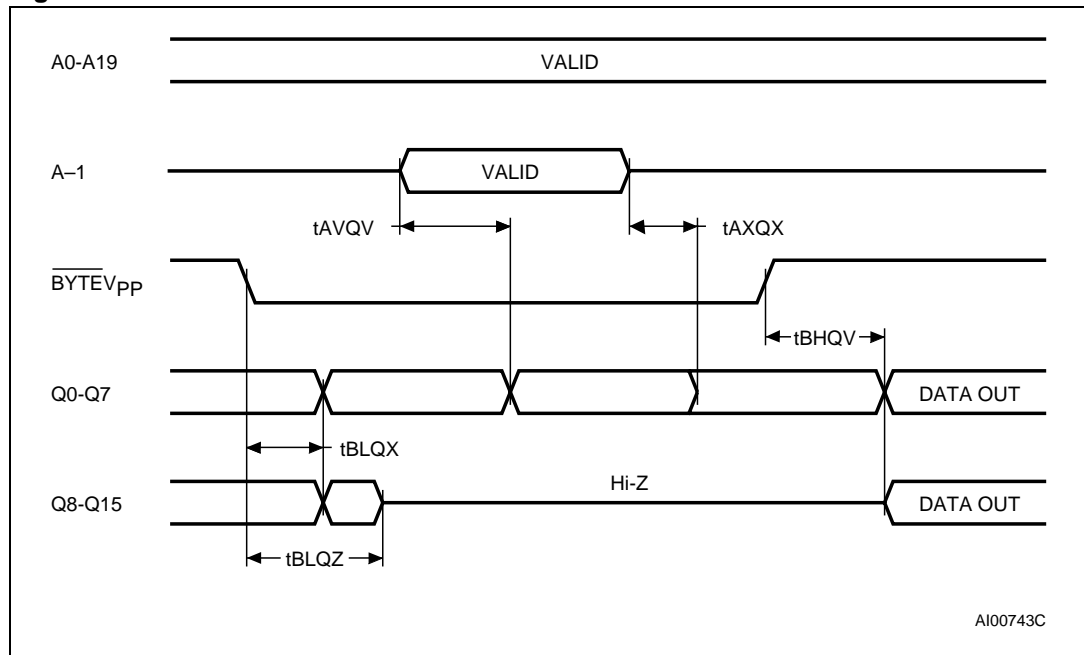 A0-A19
VALID
A–1
VALID
tAVQV
tAXQX
BYTEVPP
tBHQV
Q0-Q7
DATA OUT
tBLQX
Hi-Z
Q8-Q15
DATA OUT
tBLQZ
AI00743C